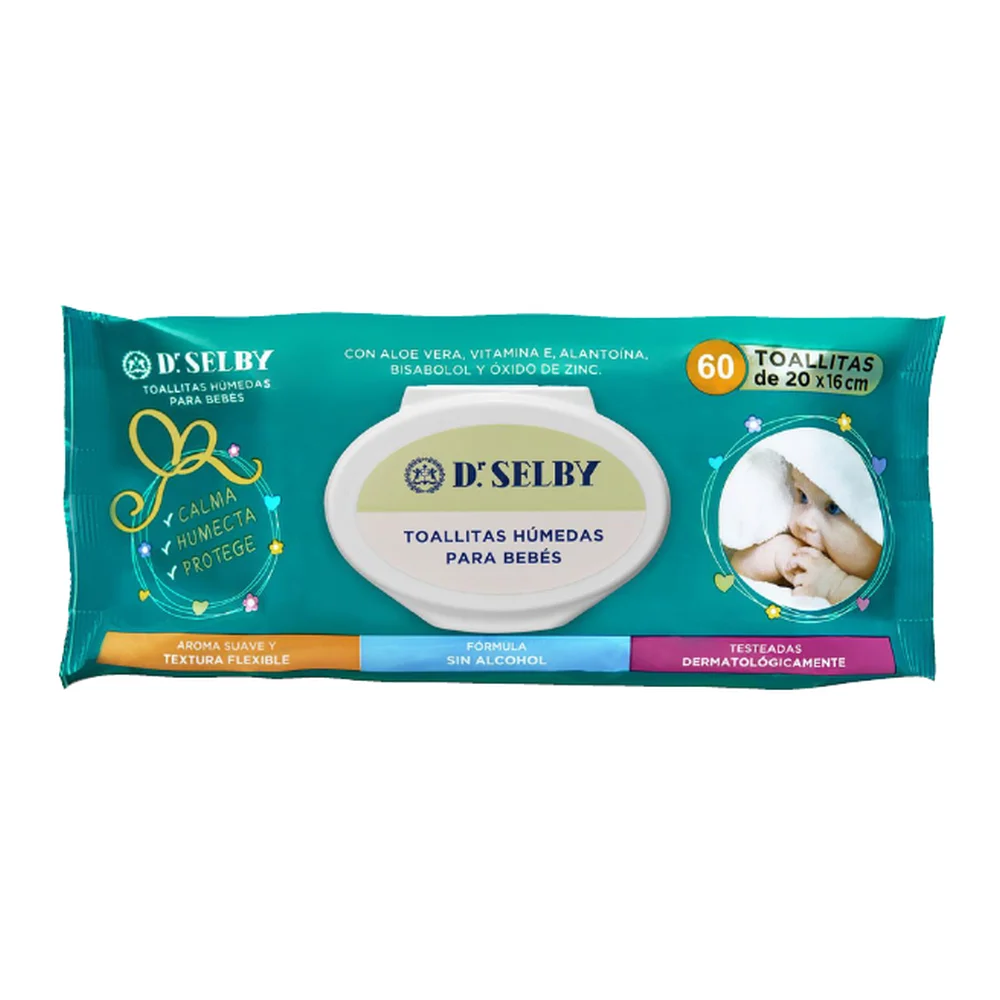 Dr. SELBY
TOALLITAS HÚMEDAS
PARA BEBÉS
CON ALOE VERA, VITAMINA E, ALANTOÍNA,
BISABOLOL Y ÓXIDO DE ZINC.
60
TOALLITAS
de 20 x 16 cm
CALMA
HUMECTA
PROTEGE
Dr. SELBY
TOALLITAS HÚMEDAS
PARA BEBÉS
AROMA SUAVE Y
TEXTURA FLEXIBLE
FÓRMULA
SIN ALCOHOL
TESTEADAS
DERMATOLÓGICAMENTE